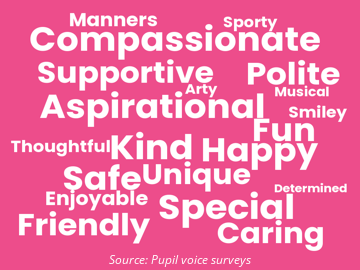 Manners Sporty
Compassionate
Supportive Polite
Arty Musical
Aspirational
Smiley
Fun
Thoughtful Kind Happy
Safe Unique
Determined
Enjoyable
Special
Friendly
Caring
Source: Pupil voice surveys